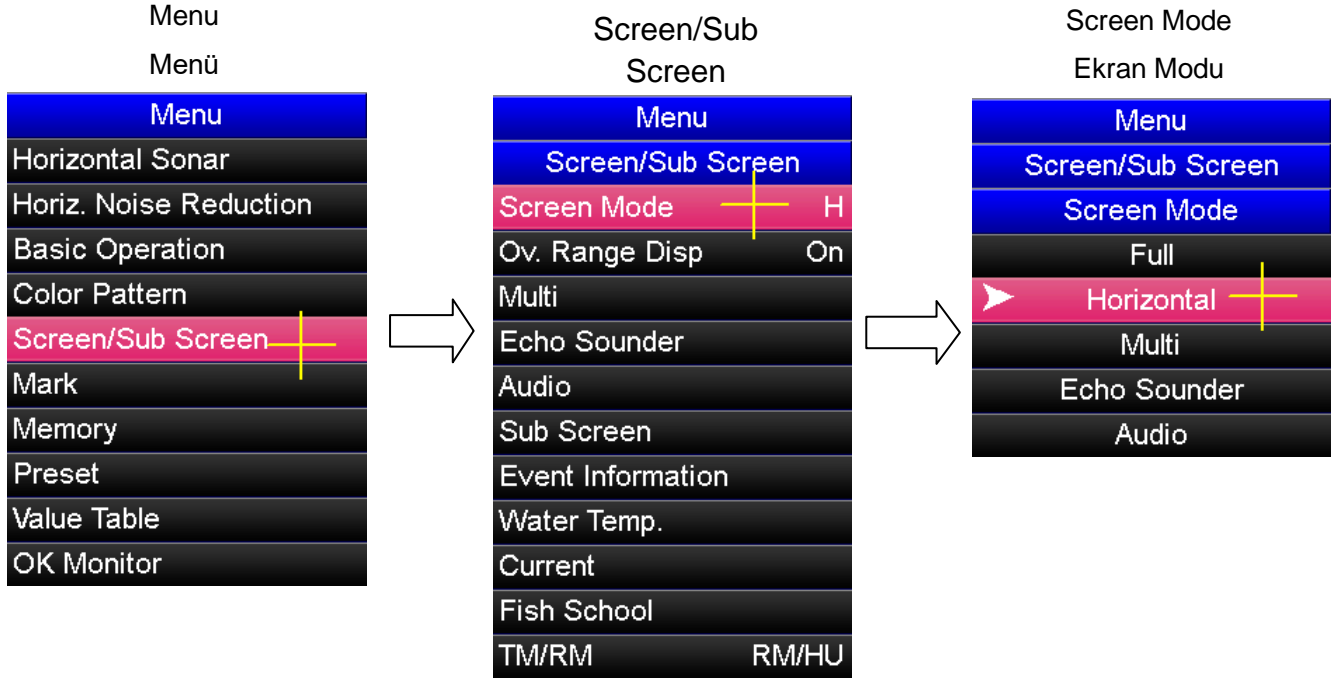 Menu
Menü
Menu
Horizontal Sonar
Horiz. Noise Reduction
Basic Operation
Color Pattern
Screen/Sub Screen
Mark
Memory
Preset
Value Table
OK Monitor
Screen/Sub
Screen
Menu
Screen/Sub Screen
Screen Mode H
Ov. Range Disp On
Multi
Echo Sounder
Audio
Sub Screen
Event Information
Water Temp.
Current
Fish School
TM/RM RM/HU
Screen Mode
Ekran Modu
Menu
Screen/Sub Screen
Screen Mode
Full
Horizontal
Multi
Echo Sounder
Audio